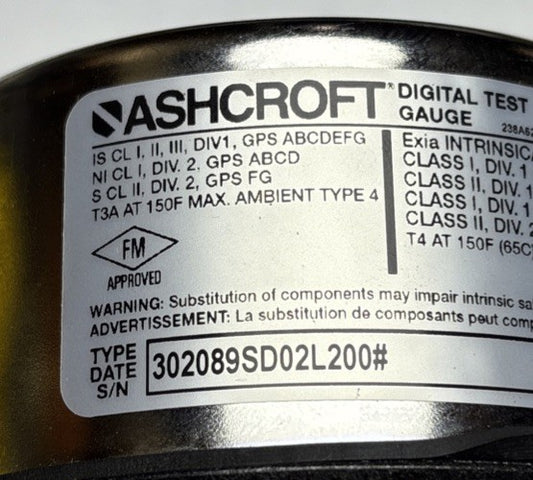 ASHCROFT
DIGITAL TEST
GAUGE
IS CL I, II, III, DIV1, GPS ABCDEFG
NI CL I, DIV. 2, GPS ABCD
S CL II, DIV. 2, GPS FG
T3A AT 150F MAX. AMBIENT TYPE 4
Exia
CLASS I, DIV. 1
CLASS II, DIV. 1
CLASS I, DIV.
CLASS II, DIV.
T4 AT 150F (65C
FM
APPROVED
WARNING: Substitution of components may impair intrinsic
ADVERTISSEMENT: La substitution de composants peut
TYPE
DATE
S/N
302089SD02L200#